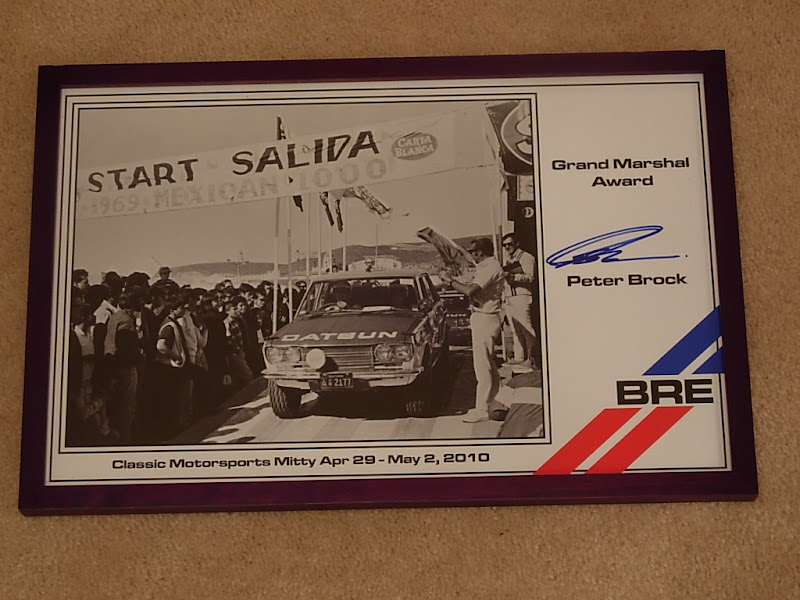 START SALIDA
CARTA
BLANCA
1969 MEXICAN 1000
Grand Marshal
Award
Peter Brock
DATSUN
BRE
Classic Motorsports Mitty Apr 29 - May 2, 2010